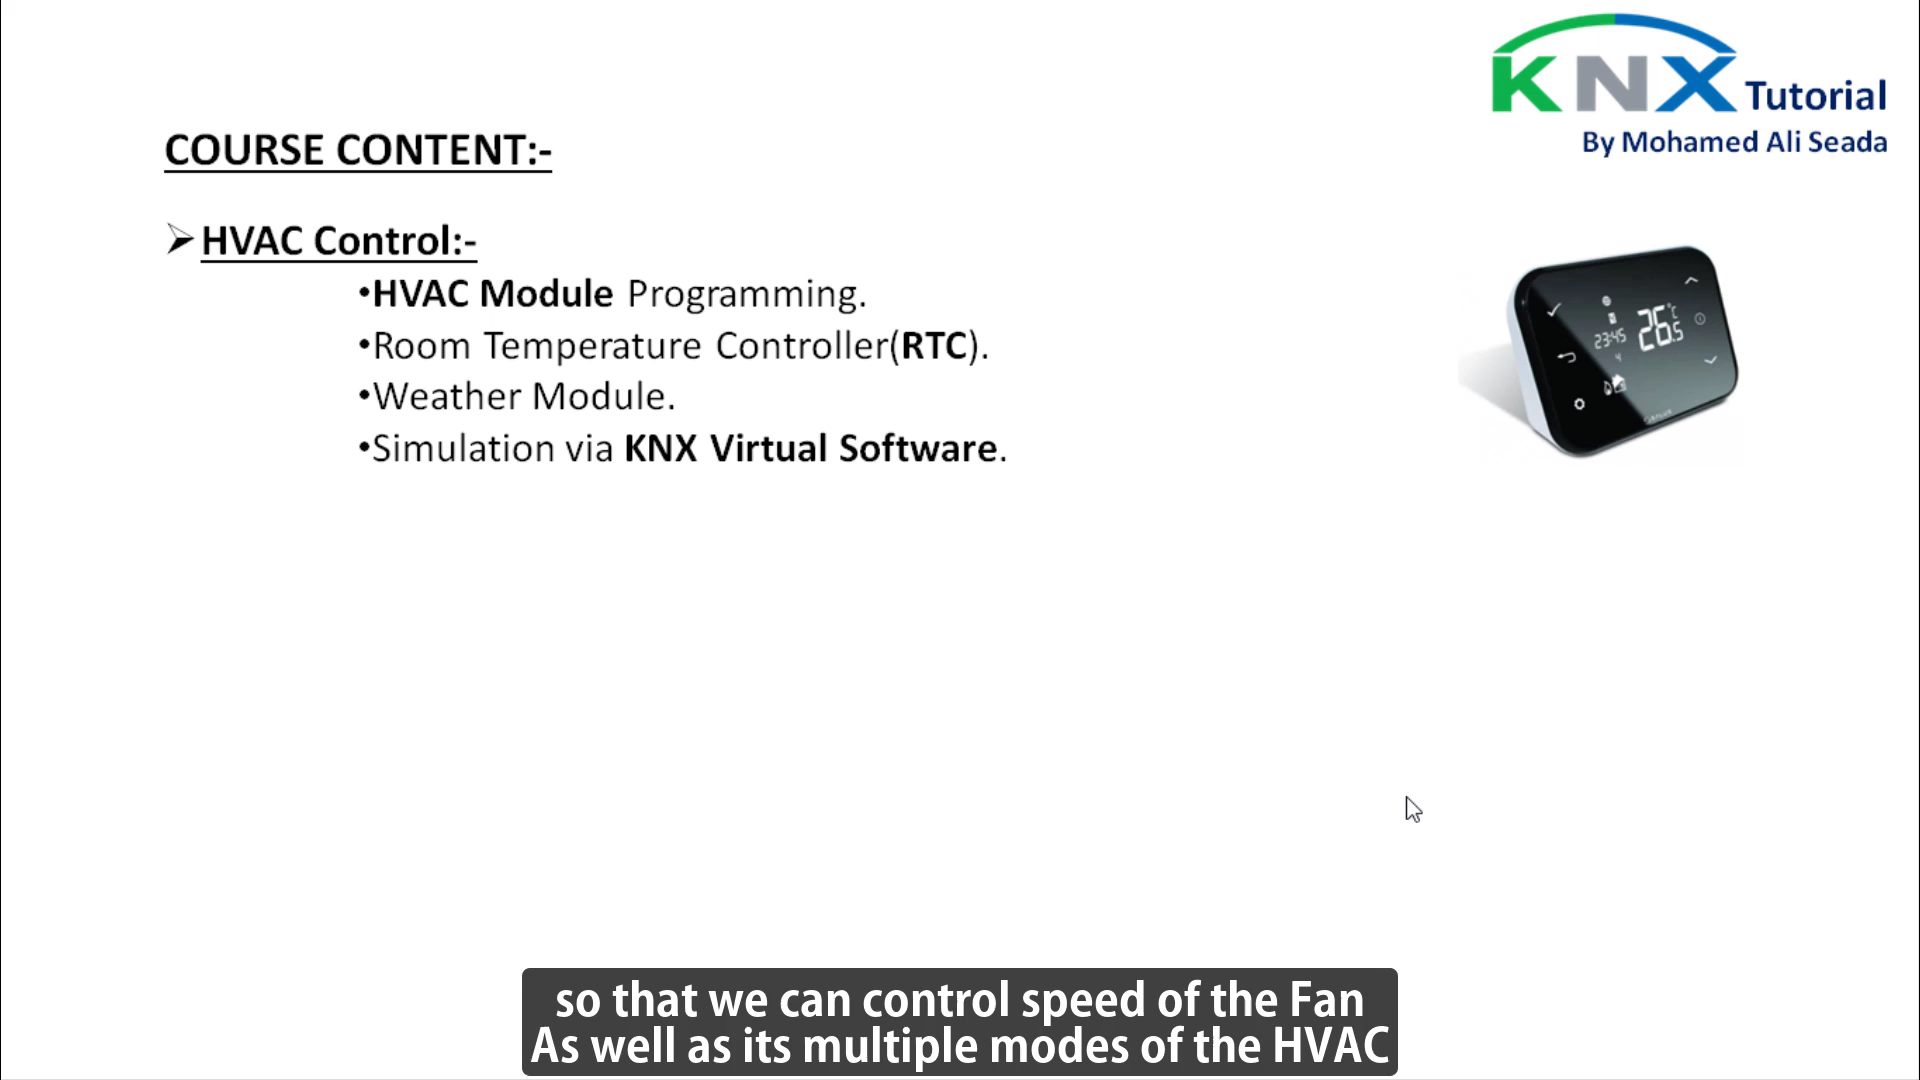 KNX Tutorial
By Mohamed Ali Seada
COURSE CONTENT:-
HVAC Control:-
•HVAC Module Programming.
•Room Temperature Controller(RTC).
•Weather Module.
•Simulation via KNX Virtual Software.
23:45
26.5 °C
4
so that we can control speed of the Fan
As well as its multiple modes of the HVAC